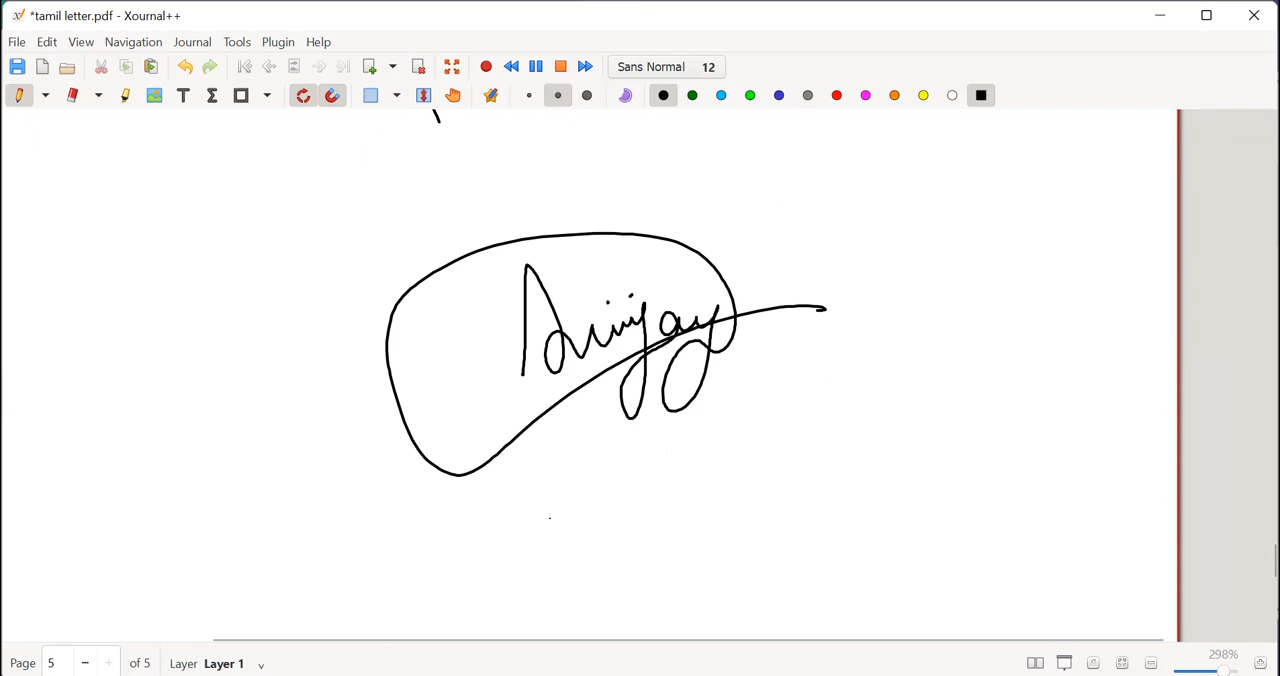 *tamil letter.pdf - Xournal++
File Edit View Navigation Journal Tools Plugin Help
Sans Normal 12
Page 5 of 5 Layer Layer 1
298%